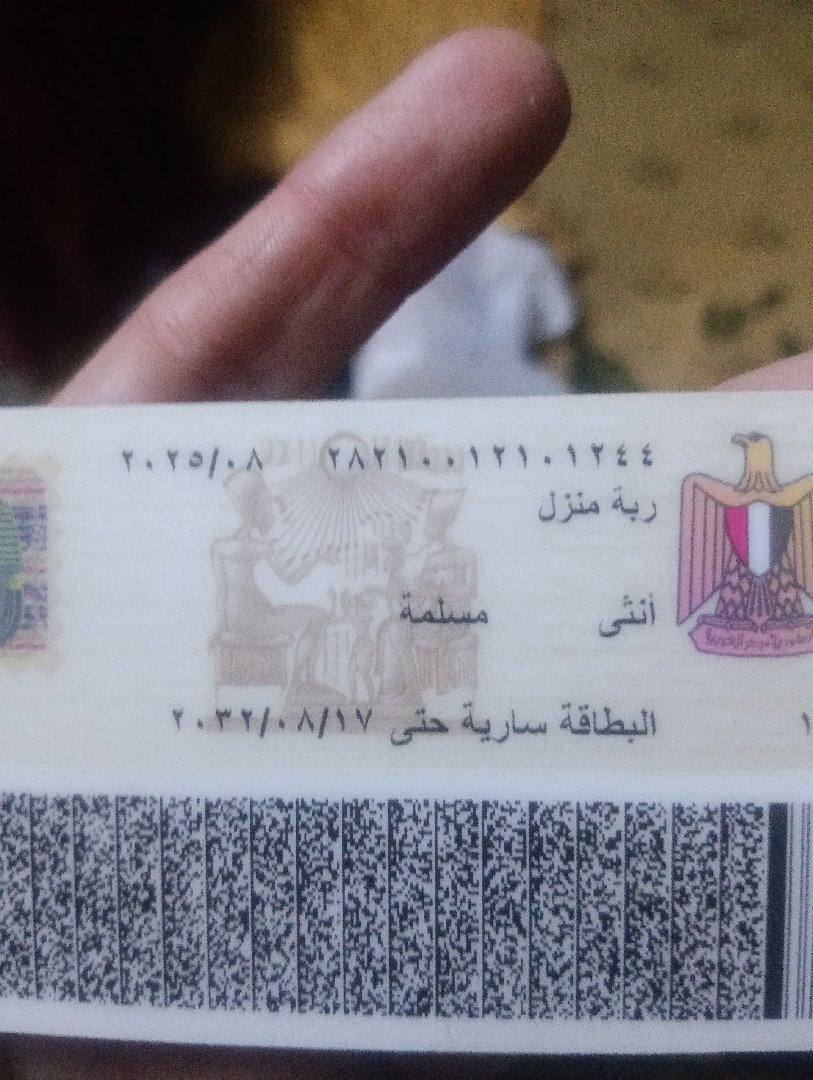 ٢٨٢١٠٠١٢١٠١٢٤٤ ٢٠٢٥/٠٨
ربة منزل
أنثى مسلمة
البطاقة سارية حتى ٢٠٣٢/٠٨/١٧